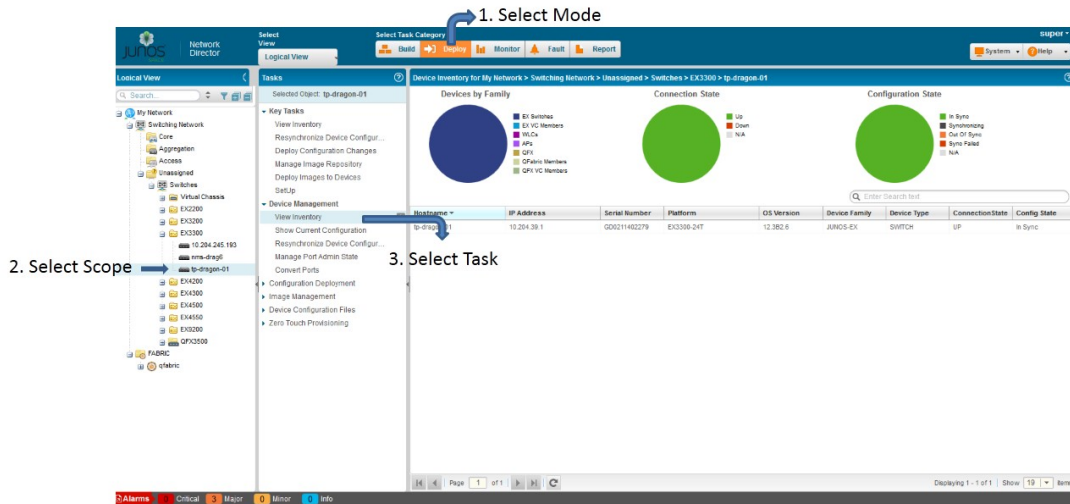 1. Select Mode
JUNOS
Network
Director
Select
View
Logical View
Select Task Category
Build
Deploy
Monitor
Fault
Report
super
System
Help
Logical View
Search...
My Network
Switching Network
Core
Aggregation
Access
Unassigned
Switches
Virtual Chassis
EX2200
EX3200
EX3300
10.204.245.193
nms-drag6
2. Select Scope
tp-dragon-01
EX4200
EX4300
EX4500
EX4550
EX9200
QFX3500
FABRIC
qfabric
Tasks
Selected Object: tp-dragon-01
Key Tasks
View Inventory
Resynchronize Device Configur...
Deploy Configuration Changes
Manage Image Repository
Deploy Images to Devices
SetUp
Device Management
View Inventory
Show Current Configuration
Resynchronize Device Configur...
Manage Port Admin State
Convert Ports
Configuration Deployment
Image Management
Device Configuration Files
Zero Touch Provisioning
3. Select Task
Device Inventory for My Network > Switching Network > Unassigned > Switches > EX3300 > tp-dragon-01
Devices by Family
EX Switches
EX VC Members
WLCs
APs
QFX
QFabric Members
QFX VC Members
Connection State
Up
Down
N/A
Configuration State
In Sync
Synchronizing
Out Of Sync
Sync Failed
N/A
Enter Search text
Hostname IP Address Serial Number Platform OS Version Device Family Device Type ConnectionState Config State
tp-dragon-01 10.204.39.1 GD0211402279 EX3300-24T 12.3B2.6 JUNOS-EX SWITCH UP In Sync
Page 1 of 1
Displaying 1 - 1 of 1 Show 19 items
Alarms 0 Critical 3 Major 0 Minor 0 Info